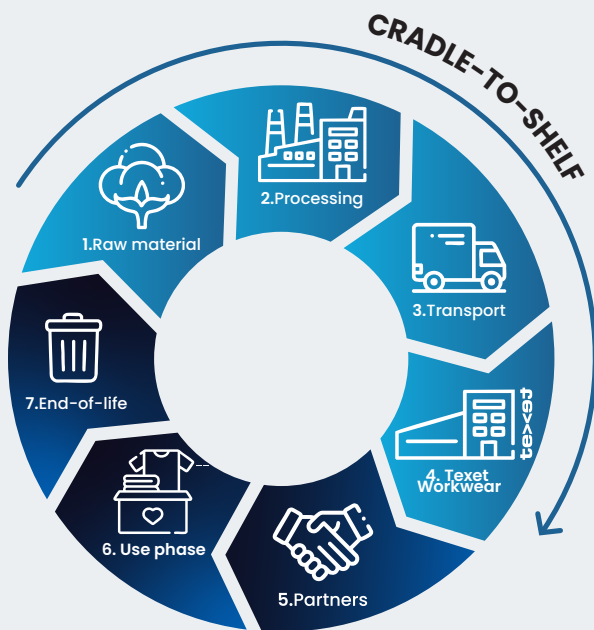 CRADLE-TO-SHELF
1.Raw material
2.Processing
3.Transport
texet
4. Texet
Workwear
5.Partners
6. Use phase
7.End-of-life